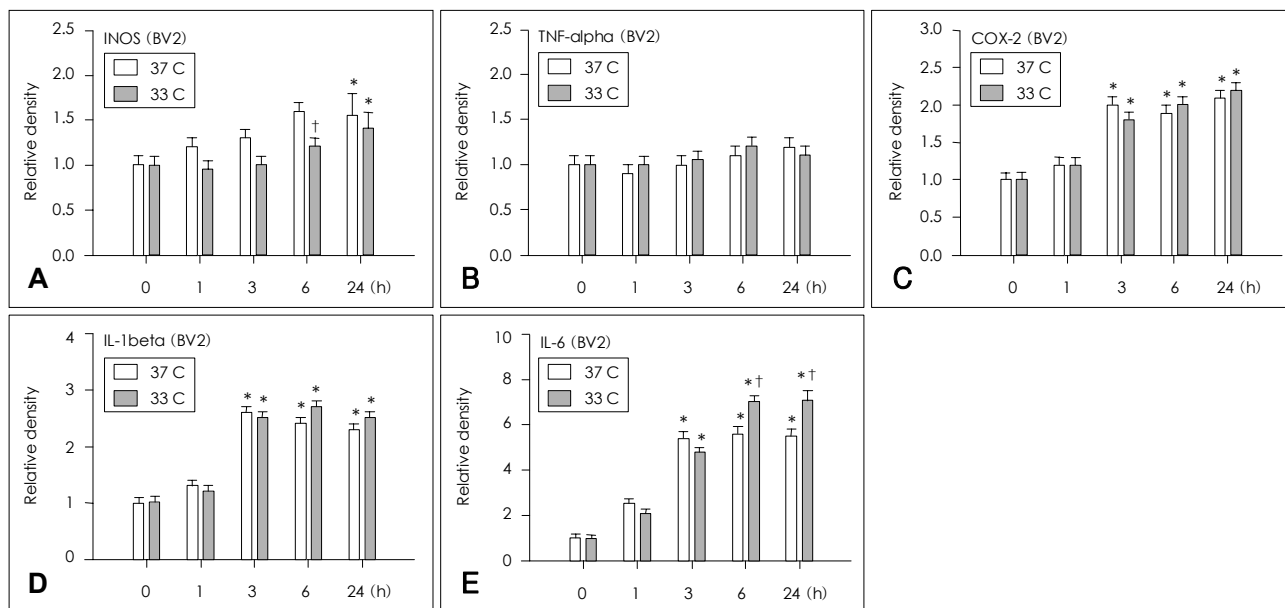 INOS (BV2)
37 C
33 C
Relative density
2.5
2.0
1.5
1.0
0.5
0.0
* * †
0 1 3 6 24 (h)
A
TNF-alpha (BV2)
37 C
33 C
Relative density
2.5
2.0
1.5
1.0
0.5
0.0
0 1 3 6 24 (h)
B
COX-2 (BV2)
37 C
33 C
Relative density
3.0
2.5
2.0
1.5
1.0
0.5
0.0
* * * * * *
0 1 3 6 24 (h)
C
IL-1beta (BV2)
37 C
33 C
Relative density
4
3
2
1
0
* * * * * *
0 1 3 6 24 (h)
D
IL-6 (BV2)
37 C
33 C
Relative density
10
8
6
4
2
0
* * * *† * *†
0 1 3 6 24 (h)
E